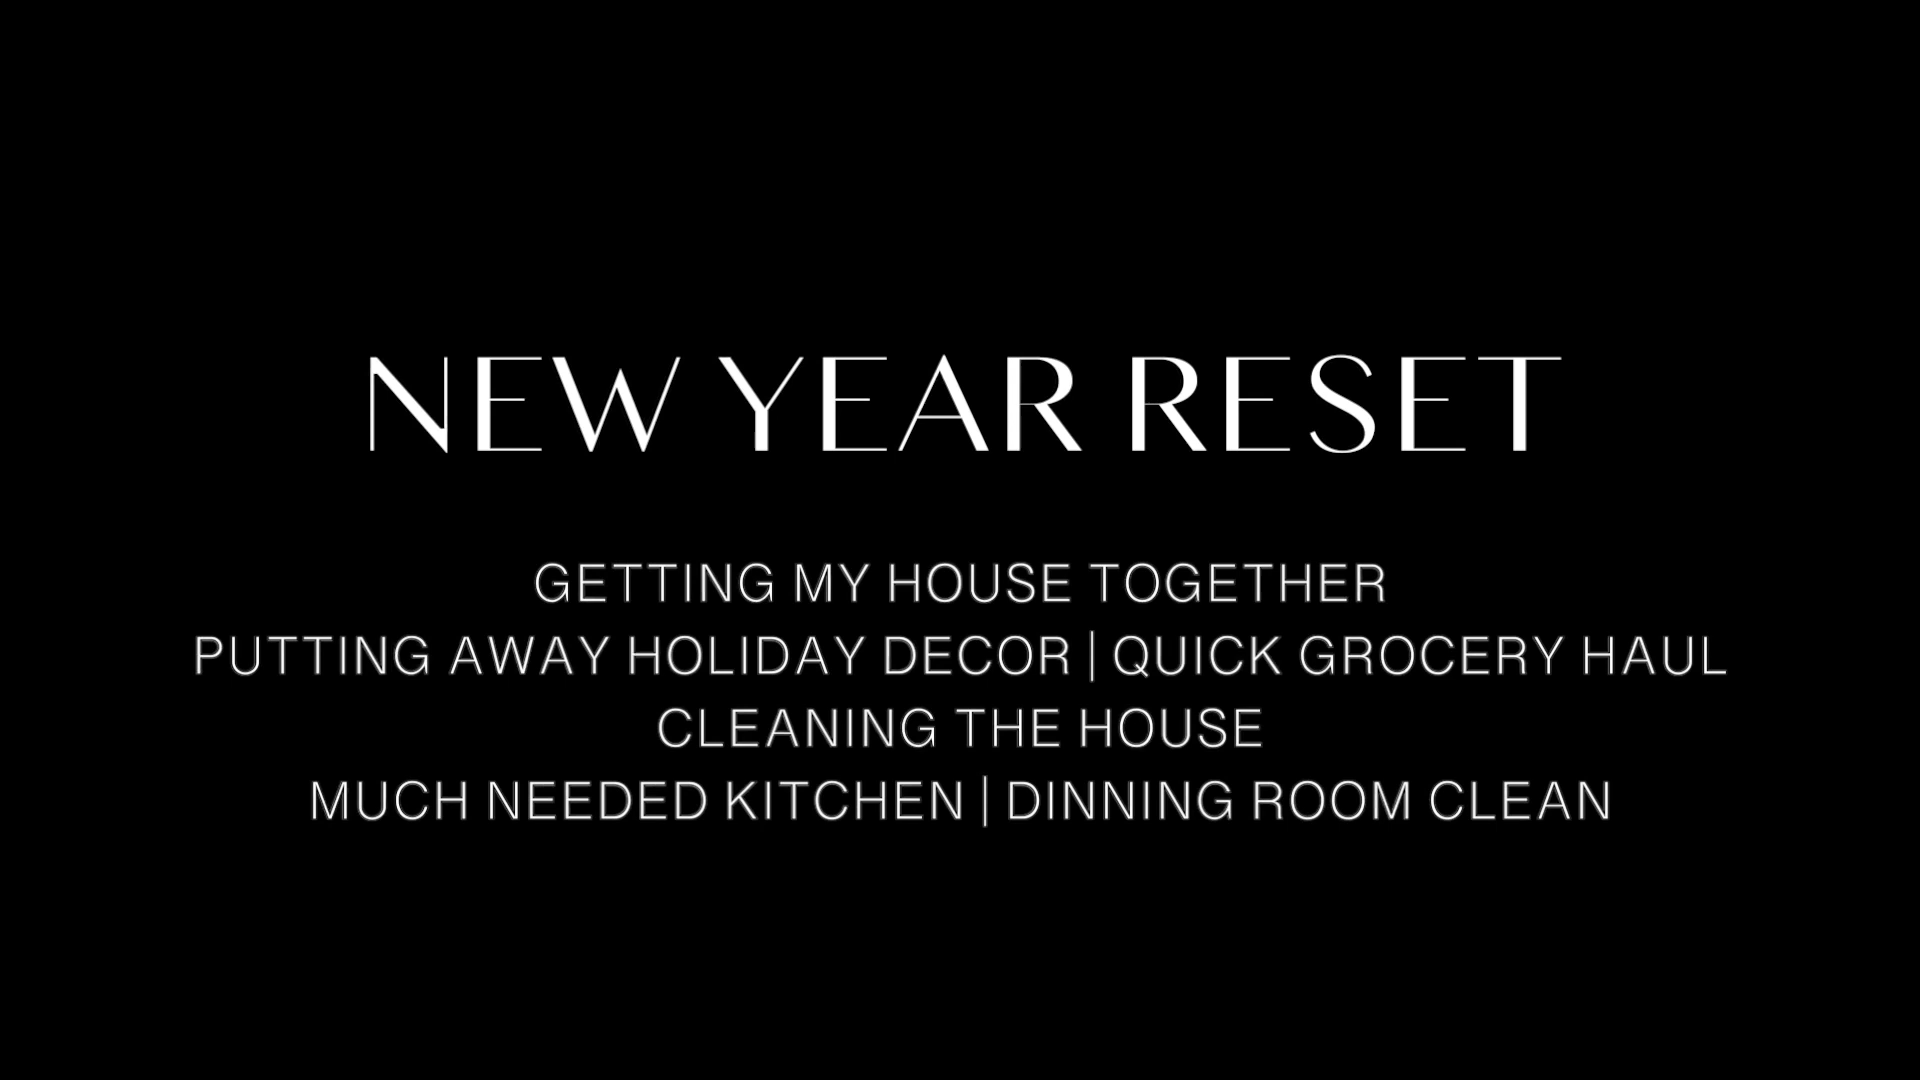 NEW YEAR RESET
GETTING MY HOUSE TOGETHER
PUTTING AWAY HOLIDAY DECOR | QUICK GROCERY HAUL
CLEANING THE HOUSE
MUCH NEEDED KITCHEN | DINNING ROOM CLEAN